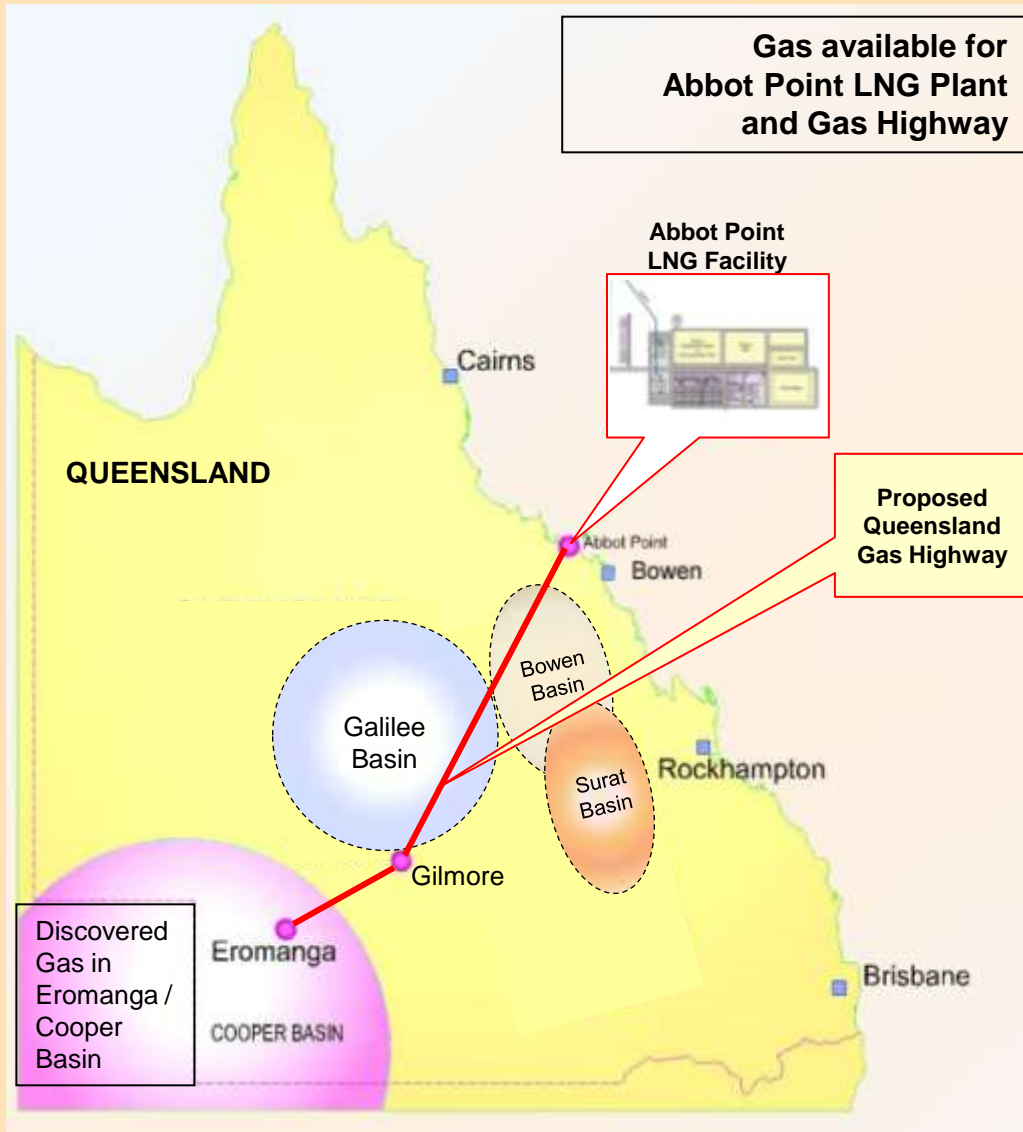 Gas available for
Abbot Point LNG Plant
and Gas Highway
Abbot Point
LNG Facility
Cairns
QUEENSLAND
Proposed
Queensland
Gas Highway
Abbot Point
Bowen
Bowen
Basin
Galilee
Basin
Rockhampton
Surat
Basin
Gilmore
Discovered
Gas in
Eromanga /
Cooper
Basin
Eromanga
COOPER BASIN
Brisbane